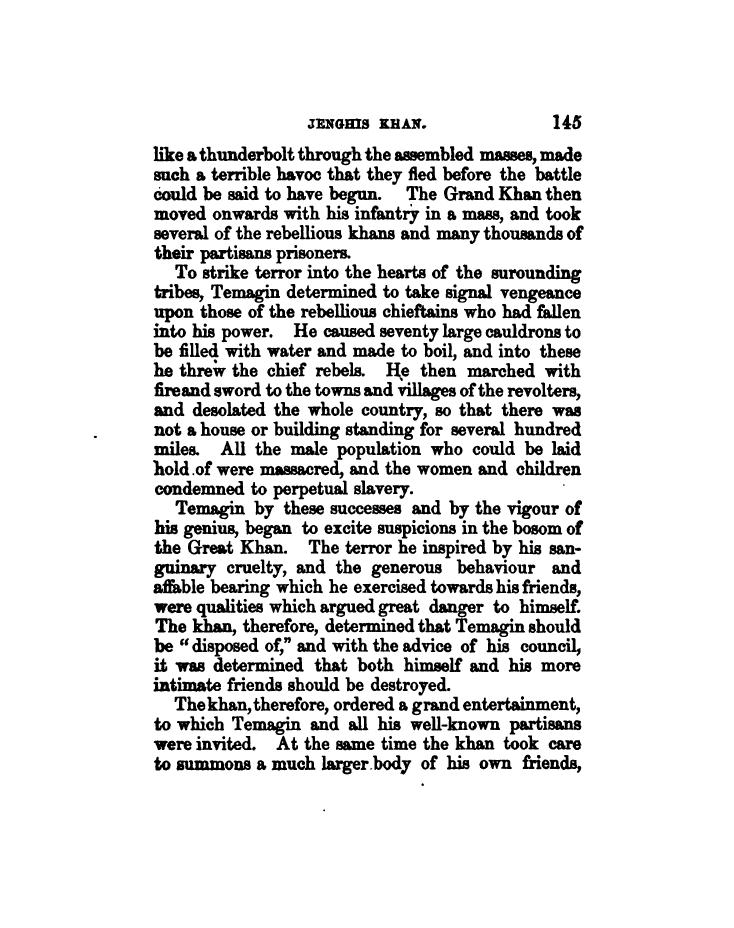 JENGHIS KHAN. 145
like a thunderbolt through the assembled masses, made
such a terrible havoc that they fled before the battle
could be said to have begun. The Grand Khan then
moved onwards with his infantry in a mass, and took
several of the rebellious khans and many thousands of
their partisans prisoners.
To strike terror into the hearts of the surounding
tribes, Temagin determined to take signal vengeance
upon those of the rebellious chieftains who had fallen
into his power. He caused seventy large cauldrons to
be filled with water and made to boil, and into these
he threw the chief rebels. He then marched with
fire and sword to the towns and villages of the revolters,
and desolated the whole country, so that there was
not a house or building standing for several hundred
miles. All the male population who could be laid
hold of were massacred, and the women and children
condemned to perpetual slavery.
Temagin by these successes and by the vigour of
his genius, began to excite suspicions in the bosom of
the Great Khan. The terror he inspired by his san-
guinary cruelty, and the generous behaviour and
affable bearing which he exercised towards his friends,
were qualities which argued great danger to himself.
The khan, therefore, determined that Temagin should
be "disposed of," and with the advice of his council,
it was determined that both himself and his more
intimate friends should be destroyed.
The khan, therefore, ordered a grand entertainment,
to which Temagin and all his well-known partisans
were invited. At the same time the khan took care
to summons a much larger body of his own friends,